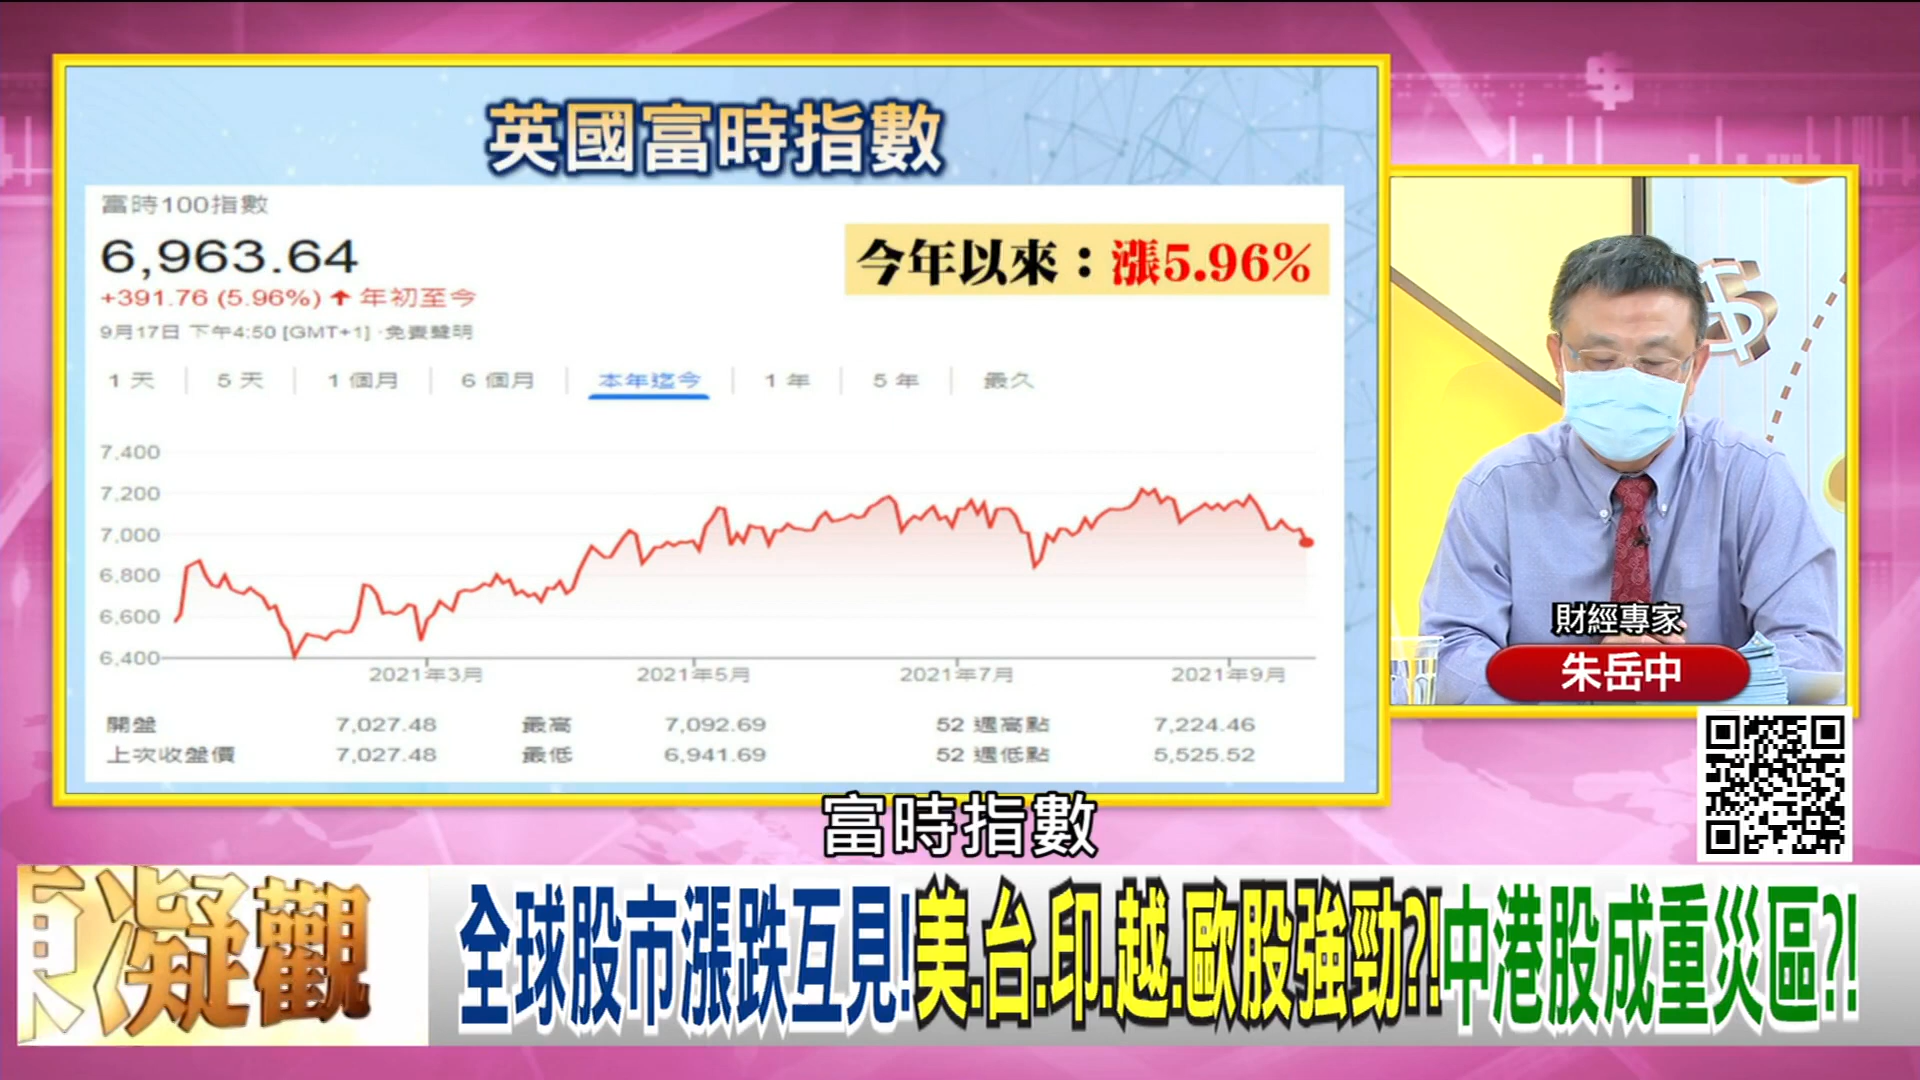 英國富時指數
富時100指數
6,963.64
+391.76 (5.96%) ↑ 年初至今
9月17日 下午4:50 [GMT+1]・免責聲明
今年以來：漲5.96%
1 天 | 5 天 | 1 個月 | 6 個月 | 本年迄今 | 1 年 | 5 年 | 最久
7,400
7,200
7,000
6,800
6,600
6,400
2021年3月 2021年5月 2021年7月 2021年9月
開盤 7,027.48 最高 7,092.69 52 週高點 7,224.46
上次收盤價 7,027.48 最低 6,941.69 52 週低點 5,525.52
財經專家
朱岳中
富時指數
凝觀
全球股市漲跌互見!美.台.印.越.歐股強勁?!中港股成重災區?!